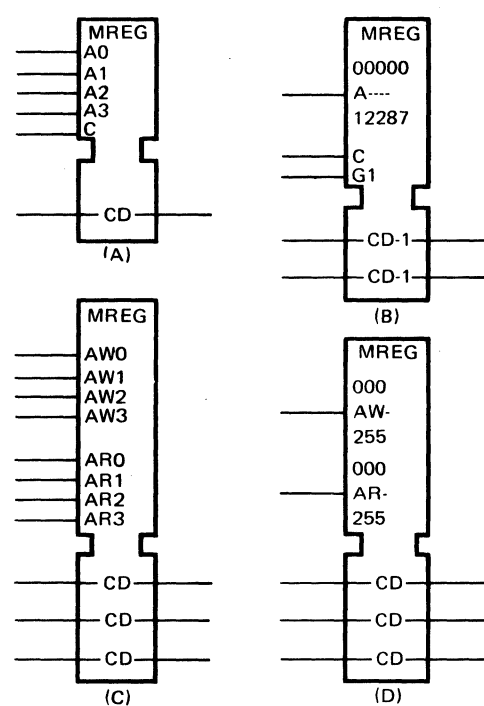 MREG
A0
A1
A2
A3
C
CD
(A)
MREG
00000
A----
12287
C
G1
CD-1
CD-1
(B)
MREG
AW0
AW1
AW2
AW3
AR0
AR1
AR2
AR3
CD
CD
CD
(C)
MREG
000
AW-
255
000
AR-
255
CD
CD
CD
(D)